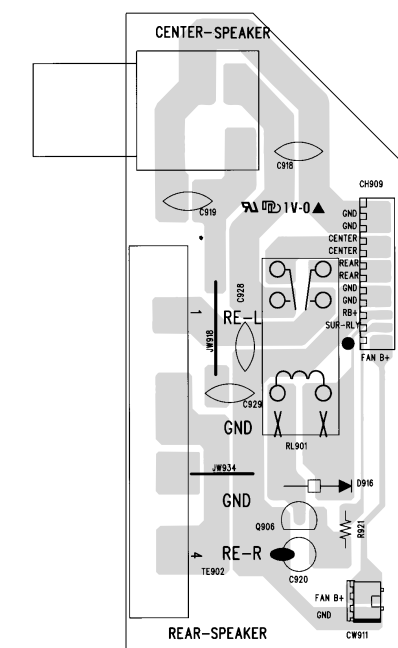 CENTER-SPEAKER
C918
CH909
C919
1V-0
GND
GND
CENTER
CENTER
REAR
REAR
GND
GND
RB+
SUR-RLY
C928
1
RE-L
JW918
FAN B+
C929
GND
RL901
JW934
D916
GND
Q906
R921
4
RE-R
TE902
C920
FAN B+
GND
CW911
REAR-SPEAKER